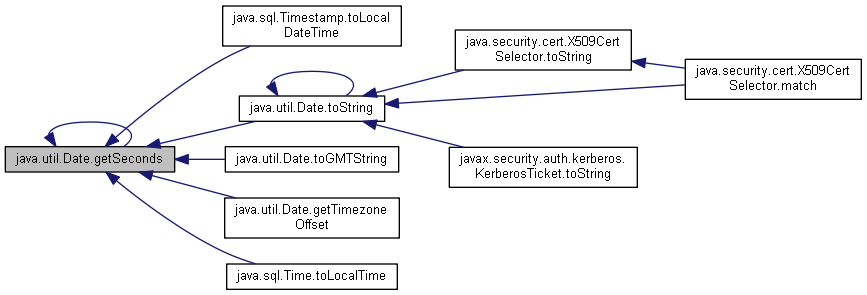 java.sql.Timestamp.toLocal
DateTime
java.security.cert.X509Cert
Selector.toString
java.security.cert.X509Cert
Selector.match
java.util.Date.toString
java.util.Date.getSeconds
java.util.Date.toGMTString
javax.security.auth.kerberos.
KerberosTicket.toString
java.util.Date.getTimezone
Offset
java.sql.Time.toLocalTime